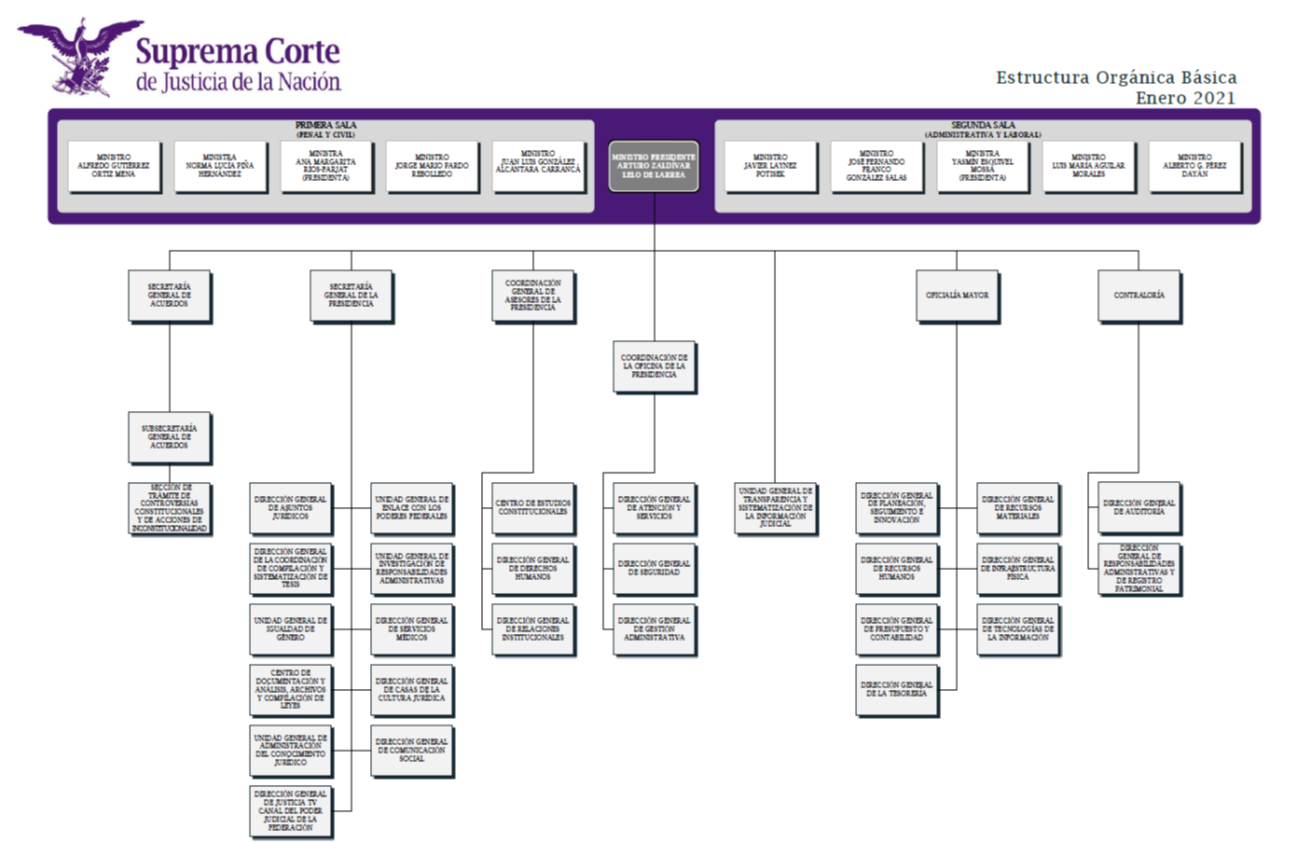 Suprema Corte
de Justicia de la Nación
Estructura Orgánica Básica
Enero 2021
PRIMERA SALA
(PENAL Y CIVIL)
MINISTRO
ALFREDO GUTIÉRREZ
ORTIZ MENA
MINISTRA
NORMA LUCÍA PIÑA
HERNÁNDEZ
MINISTRA
ANA MARGARITA
RÍOS-FARJAT
(PRESIDENTA)
MINISTRO
JORGE MARIO PARDO
REBOLLEDO
MINISTRO
JUAN LUIS GONZÁLEZ
ALCÁNTARA CARRANCÁ
MINISTRO PRESIDENTE
ARTURO ZALDÍVAR
LELO DE LARREA
SEGUNDA SALA
(ADMINISTRATIVA Y LABORAL)
MINISTRO
JAVIER LAYNEZ
POTISEK
MINISTRO
JOSÉ FERNANDO
FRANCO
GONZÁLEZ SALAS
MINISTRA
YASMÍN ESQUIVEL
MOSSA
(PRESIDENTA)
MINISTRO
LUIS MARÍA AGUILAR
MORALES
MINISTRO
ALBERTO G. PÉREZ
DAYÁN
SECRETARÍA
GENERAL DE
ACUERDOS
SECRETARÍA
GENERAL DE LA
PRESIDENCIA
COORDINACIÓN
GENERAL DE
ASESORES DE LA
PRESIDENCIA
OFICIALÍA MAYOR
CONTRALORÍA
COORDINACIÓN DE
LA OFICINA DE LA
PRESIDENCIA
SUBSECRETARÍA
GENERAL DE
ACUERDOS
SECCIÓN DE
TRÁMITE DE
CONTROVERSIAS
CONSTITUCIONALES
Y DE ACCIONES DE
INCONSTITUCIONALIDAD
DIRECCIÓN GENERAL
DE ASUNTOS
JURÍDICOS
UNIDAD GENERAL DE
ENLACE CON LOS
PODERES FEDERALES
CENTRO DE ESTUDIOS
CONSTITUCIONALES
DIRECCIÓN GENERAL
DE ATENCIÓN Y
SERVICIOS
UNIDAD GENERAL DE
TRANSPARENCIA Y
SISTEMATIZACIÓN DE
LA INFORMACIÓN
JUDICIAL
DIRECCIÓN GENERAL
DE PLANEACIÓN,
SEGUIMIENTO E
INNOVACIÓN
DIRECCIÓN GENERAL
DE RECURSOS
MATERIALES
DIRECCIÓN GENERAL
DE AUDITORÍA
DIRECCIÓN GENERAL
DE LA COORDINACIÓN
DE COMPILACIÓN Y
SISTEMATIZACIÓN DE
TESIS
UNIDAD GENERAL DE
INVESTIGACIÓN DE
RESPONSABILIDADES
ADMINISTRATIVAS
DIRECCIÓN GENERAL
DE DERECHOS
HUMANOS
DIRECCIÓN GENERAL
DE SEGURIDAD
DIRECCIÓN GENERAL
DE RECURSOS
HUMANOS
DIRECCIÓN GENERAL
DE INFRAESTRUCTURA
FÍSICA
DIRECCIÓN
GENERAL DE
RESPONSABILIDADES
ADMINISTRATIVAS Y
DE REGISTRO
PATRIMONIAL
UNIDAD GENERAL DE
IGUALDAD DE
GÉNERO
DIRECCIÓN GENERAL
DE SERVICIOS
MÉDICOS
DIRECCIÓN GENERAL
DE RELACIONES
INSTITUCIONALES
DIRECCIÓN GENERAL
DE GESTIÓN
ADMINISTRATIVA
DIRECCIÓN GENERAL
DE PRESUPUESTO Y
CONTABILIDAD
DIRECCIÓN GENERAL
DE TECNOLOGÍAS DE
LA INFORMACIÓN
CENTRO DE
DOCUMENTACIÓN Y
ANÁLISIS, ARCHIVOS
Y COMPILACIÓN DE
LEYES
DIRECCIÓN GENERAL
DE CASAS DE LA
CULTURA JURÍDICA
DIRECCIÓN GENERAL
DE LA TESORERÍA
UNIDAD GENERAL DE
ADMINISTRACIÓN
DEL CONOCIMIENTO
JURÍDICO
DIRECCIÓN GENERAL
DE COMUNICACIÓN
SOCIAL
DIRECCIÓN GENERAL
DE JUSTICIA TV
CANAL DEL PODER
JUDICIAL DE LA
FEDERACIÓN